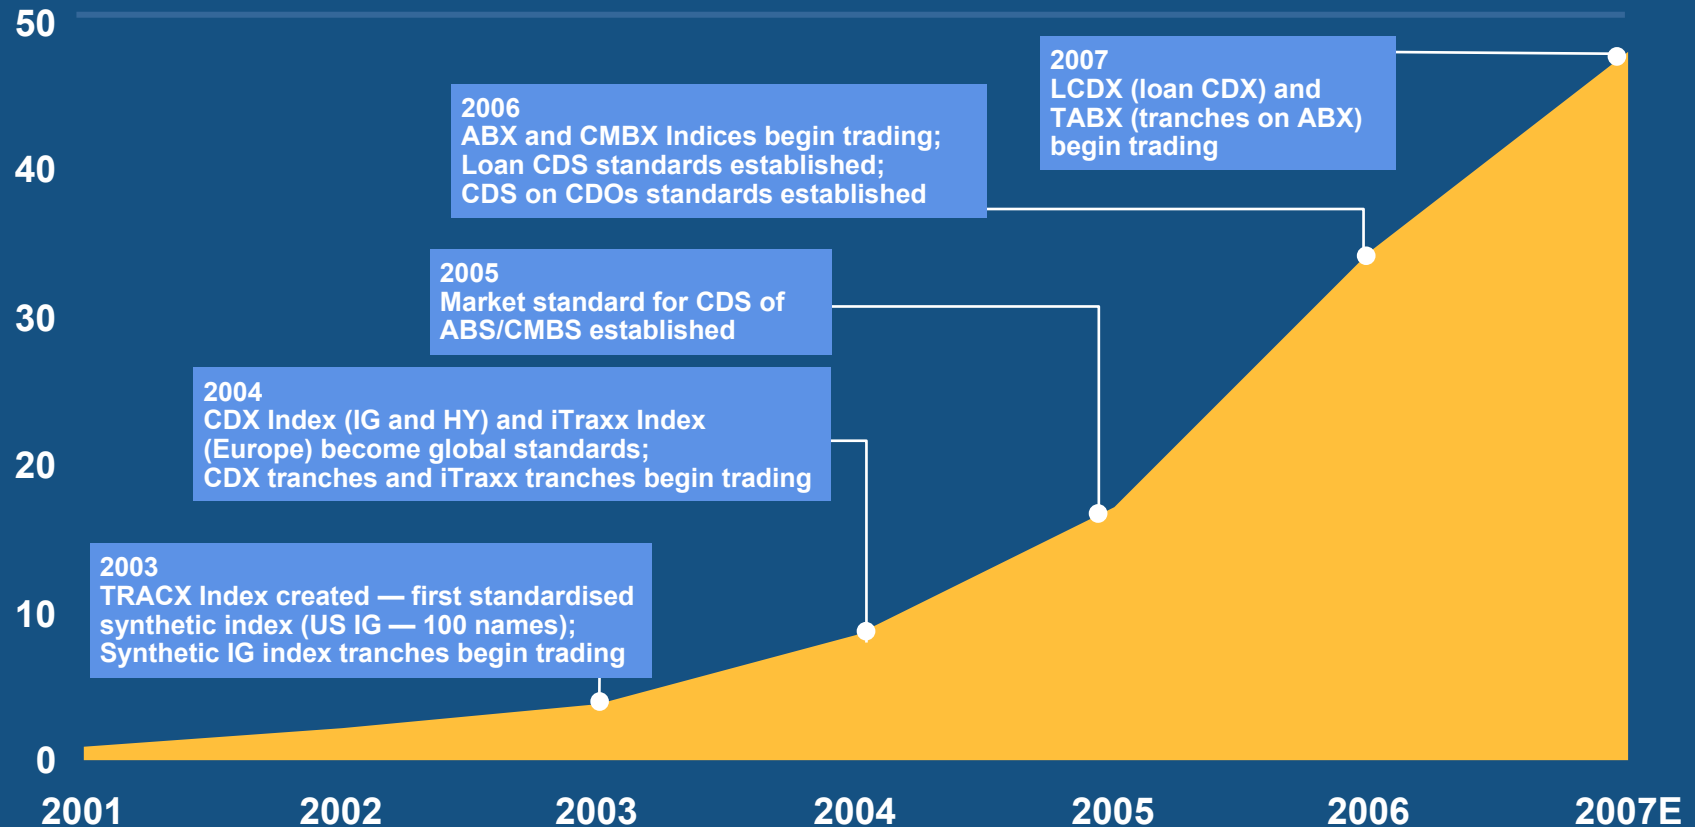 50
40
30
20
10
0
2007
LCDX (loan CDX) and
TABX (tranches on ABX)
begin trading
2006
ABX and CMBX Indices begin trading;
Loan CDS standards established;
CDS on CDOs standards established
2005
Market standard for CDS of
ABS/CMBS established
2004
CDX Index (IG and HY) and iTraxx Index
(Europe) become global standards;
CDX tranches and iTraxx tranches begin trading
2003
TRACX Index created — first standardised
synthetic index (US IG — 100 names);
Synthetic IG index tranches begin trading
2001 2002 2003 2004 2005 2006 2007E